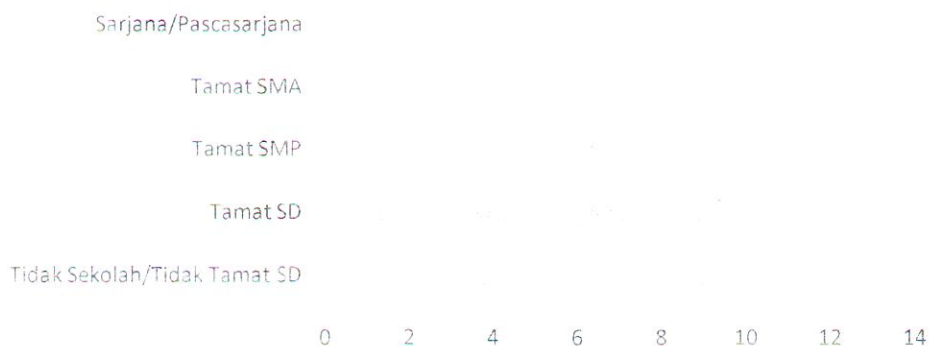 Sarjana/Pascasarjana
Tamat SMA
Tamat SMP
Tamat SD
Tidak Sekolah/Tidak Tamat SD
0 2 4 6 8 10 12 14